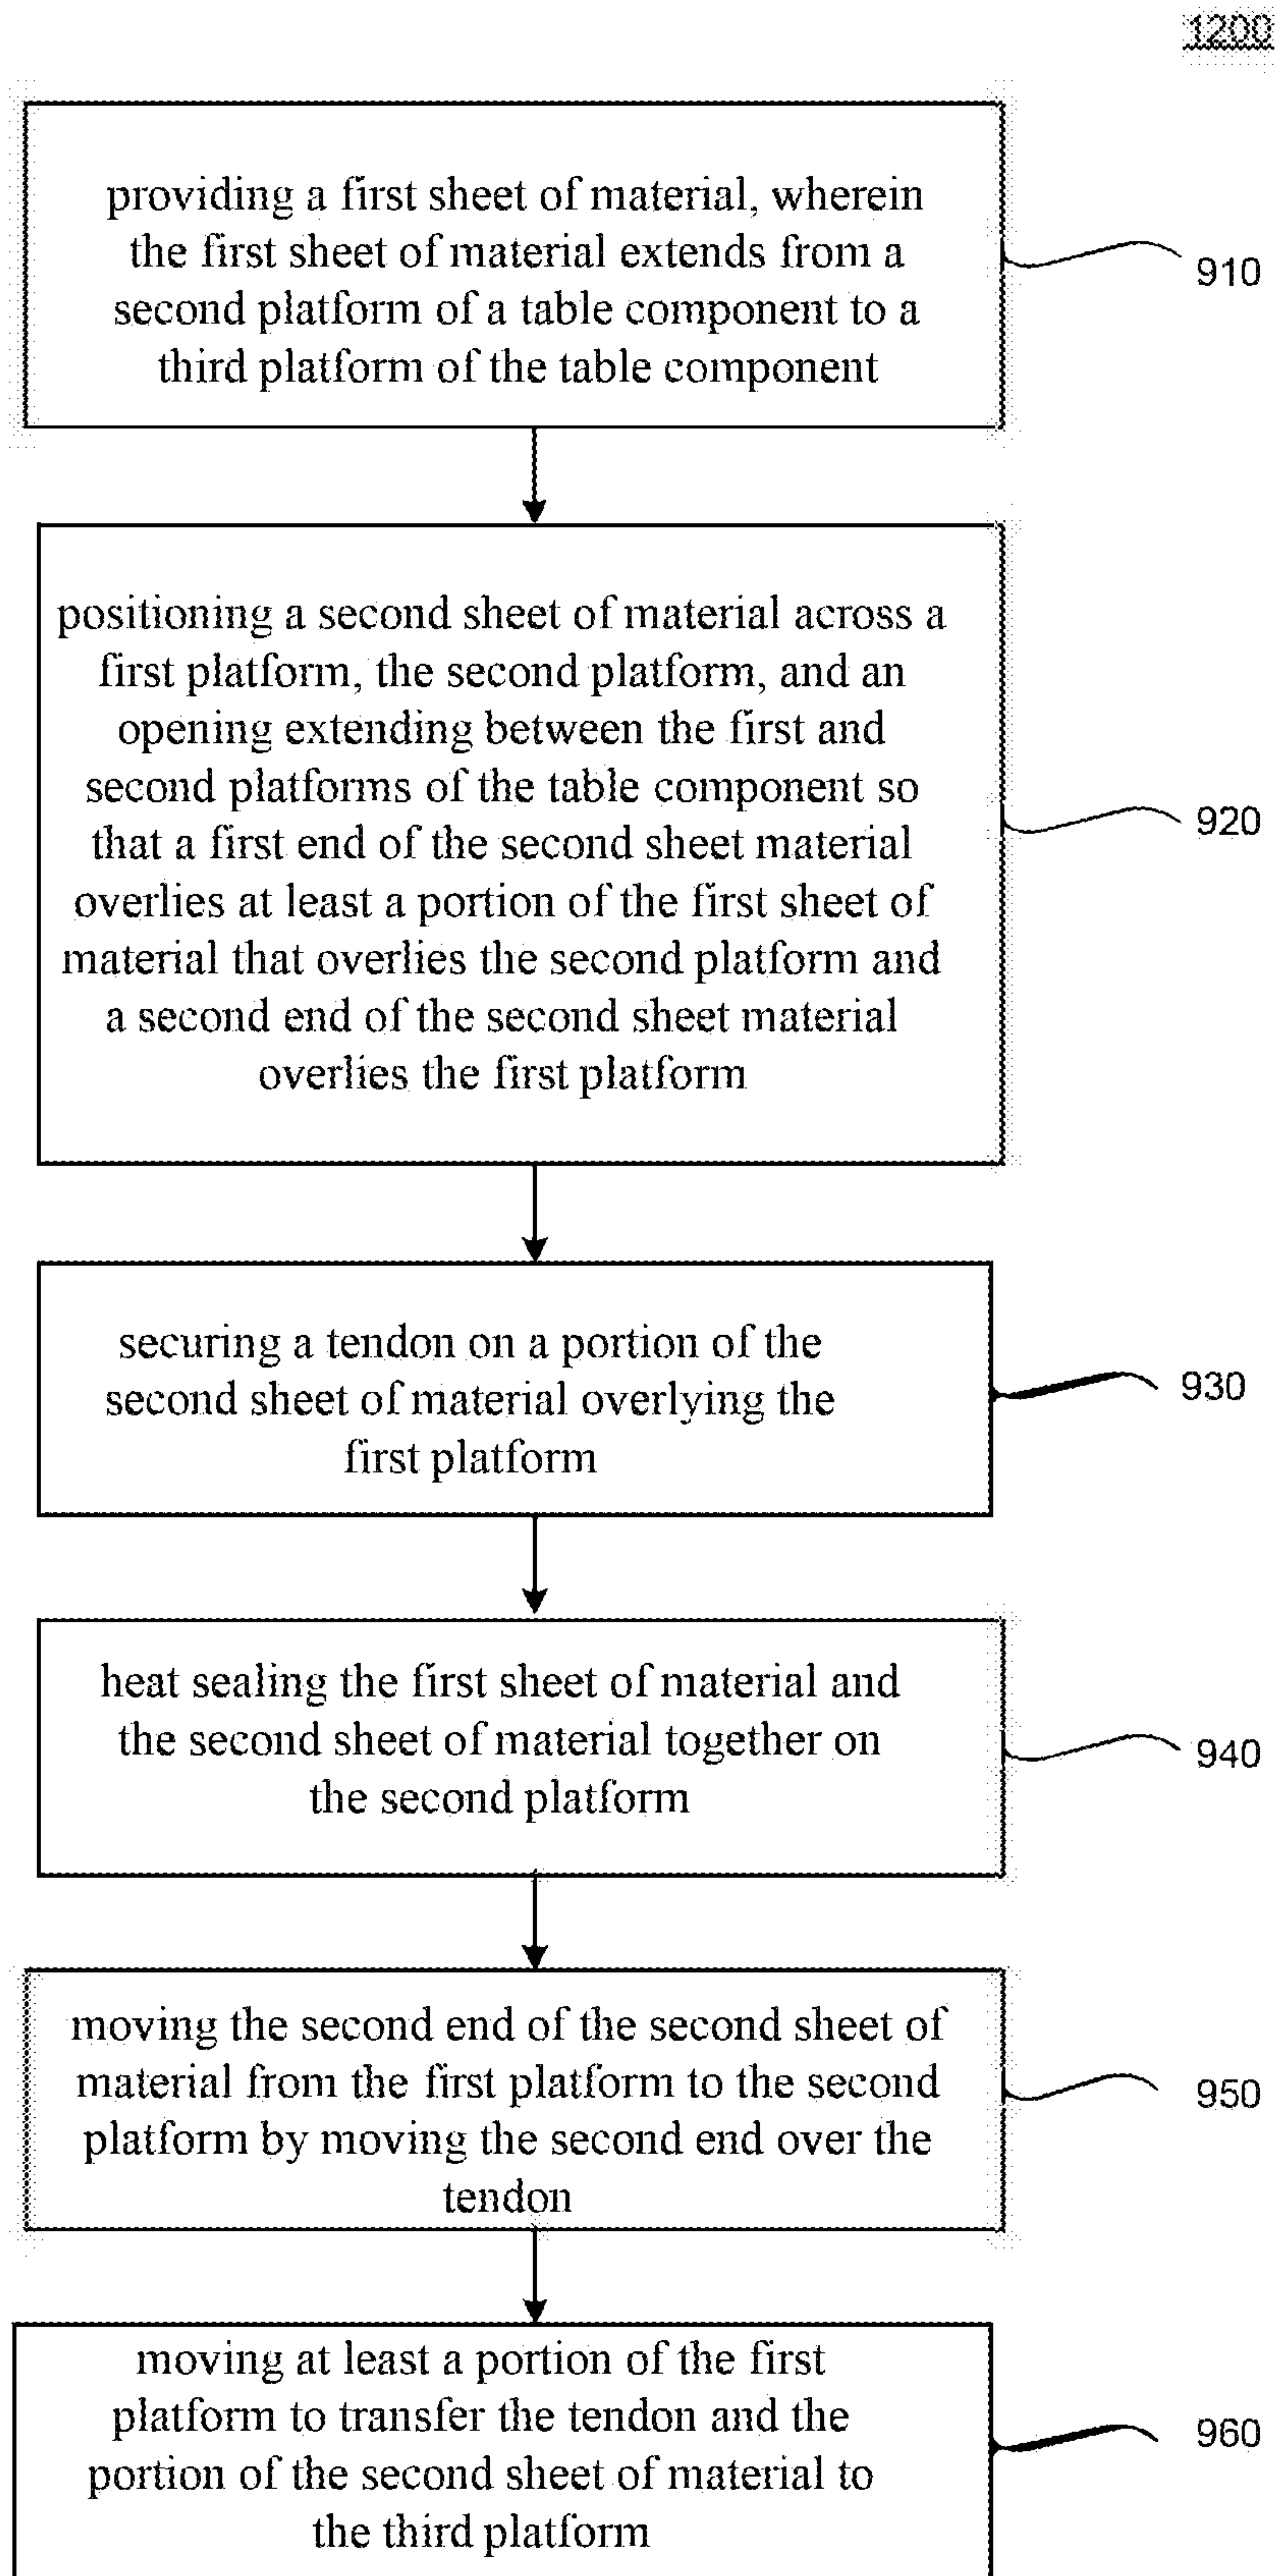 1200
providing a first sheet of material, wherein
the first sheet of material extends from a
second platform of a table component to a
third platform of the table component
910
positioning a second sheet of material across a
first platform, the second platform, and an
opening extending between the first and
second platforms of the table component so
that a first end of the second sheet material
overlies at least a portion of the first sheet of
material that overlies the second platform and
a second end of the second sheet material
overlies the first platform
920
securing a tendon on a portion of the
second sheet of material overlying the
first platform
930
heat sealing the first sheet of material and
the second sheet of material together on
the second platform
940
moving the second end of the second sheet of
material from the first platform to the second
platform by moving the second end over the
tendon
950
moving at least a portion of the first
platform to transfer the tendon and the
portion of the second sheet of material to
the third platform
960